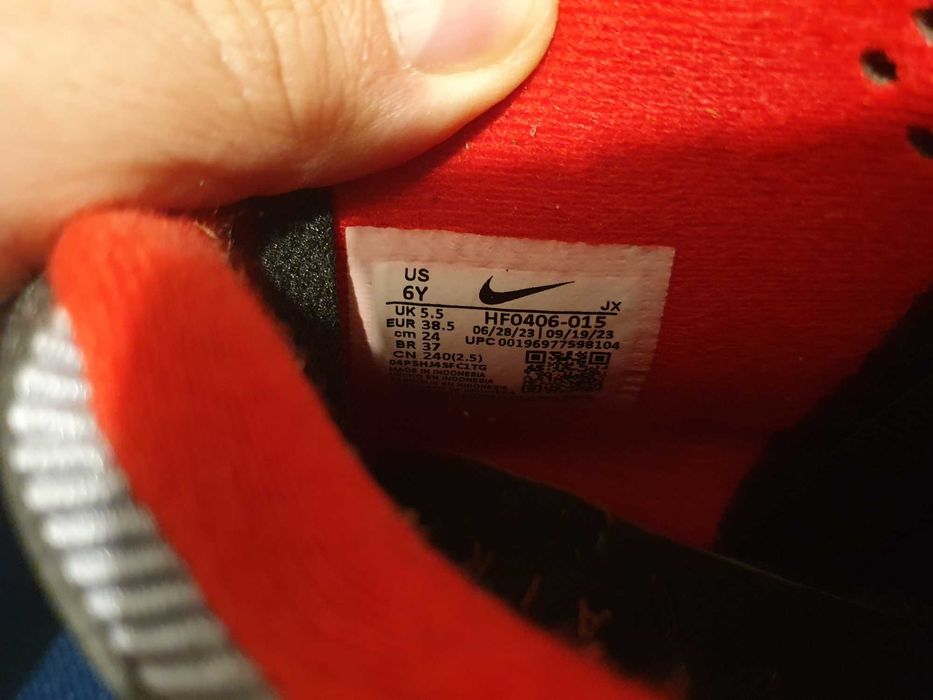 US
6Y
JX
UK 5.5
HF0406-015
EUR 38.5
06/28/23 | 09/19/23
cm 24
UPC 00196977598104
BR 37
CN 240(2.5)
MADE IN INDONESIA
AIR